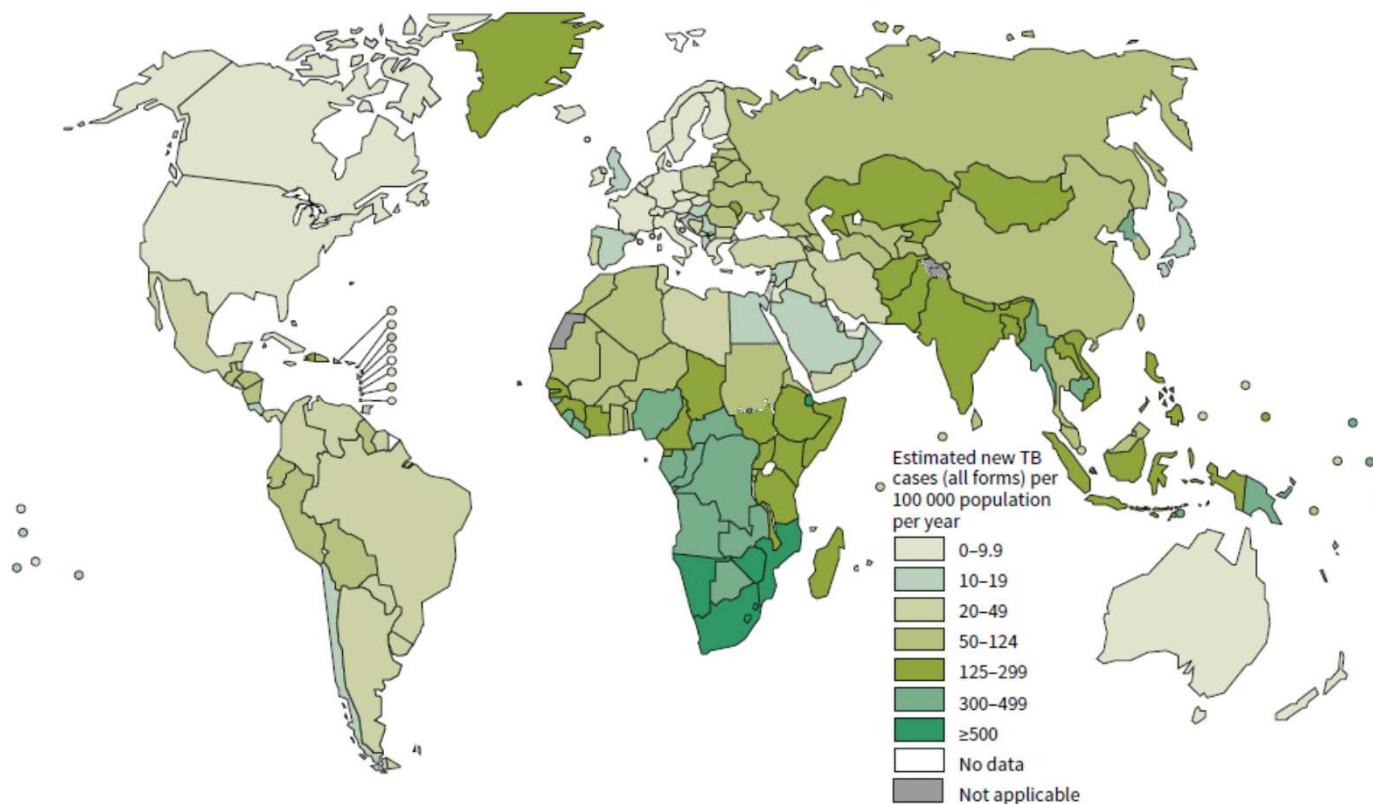 Estimated new TB
cases (all forms) per
100 000 population
per year
0–9.9
10–19
20–49
50–124
125–299
300–499
≥500
No data
Not applicable